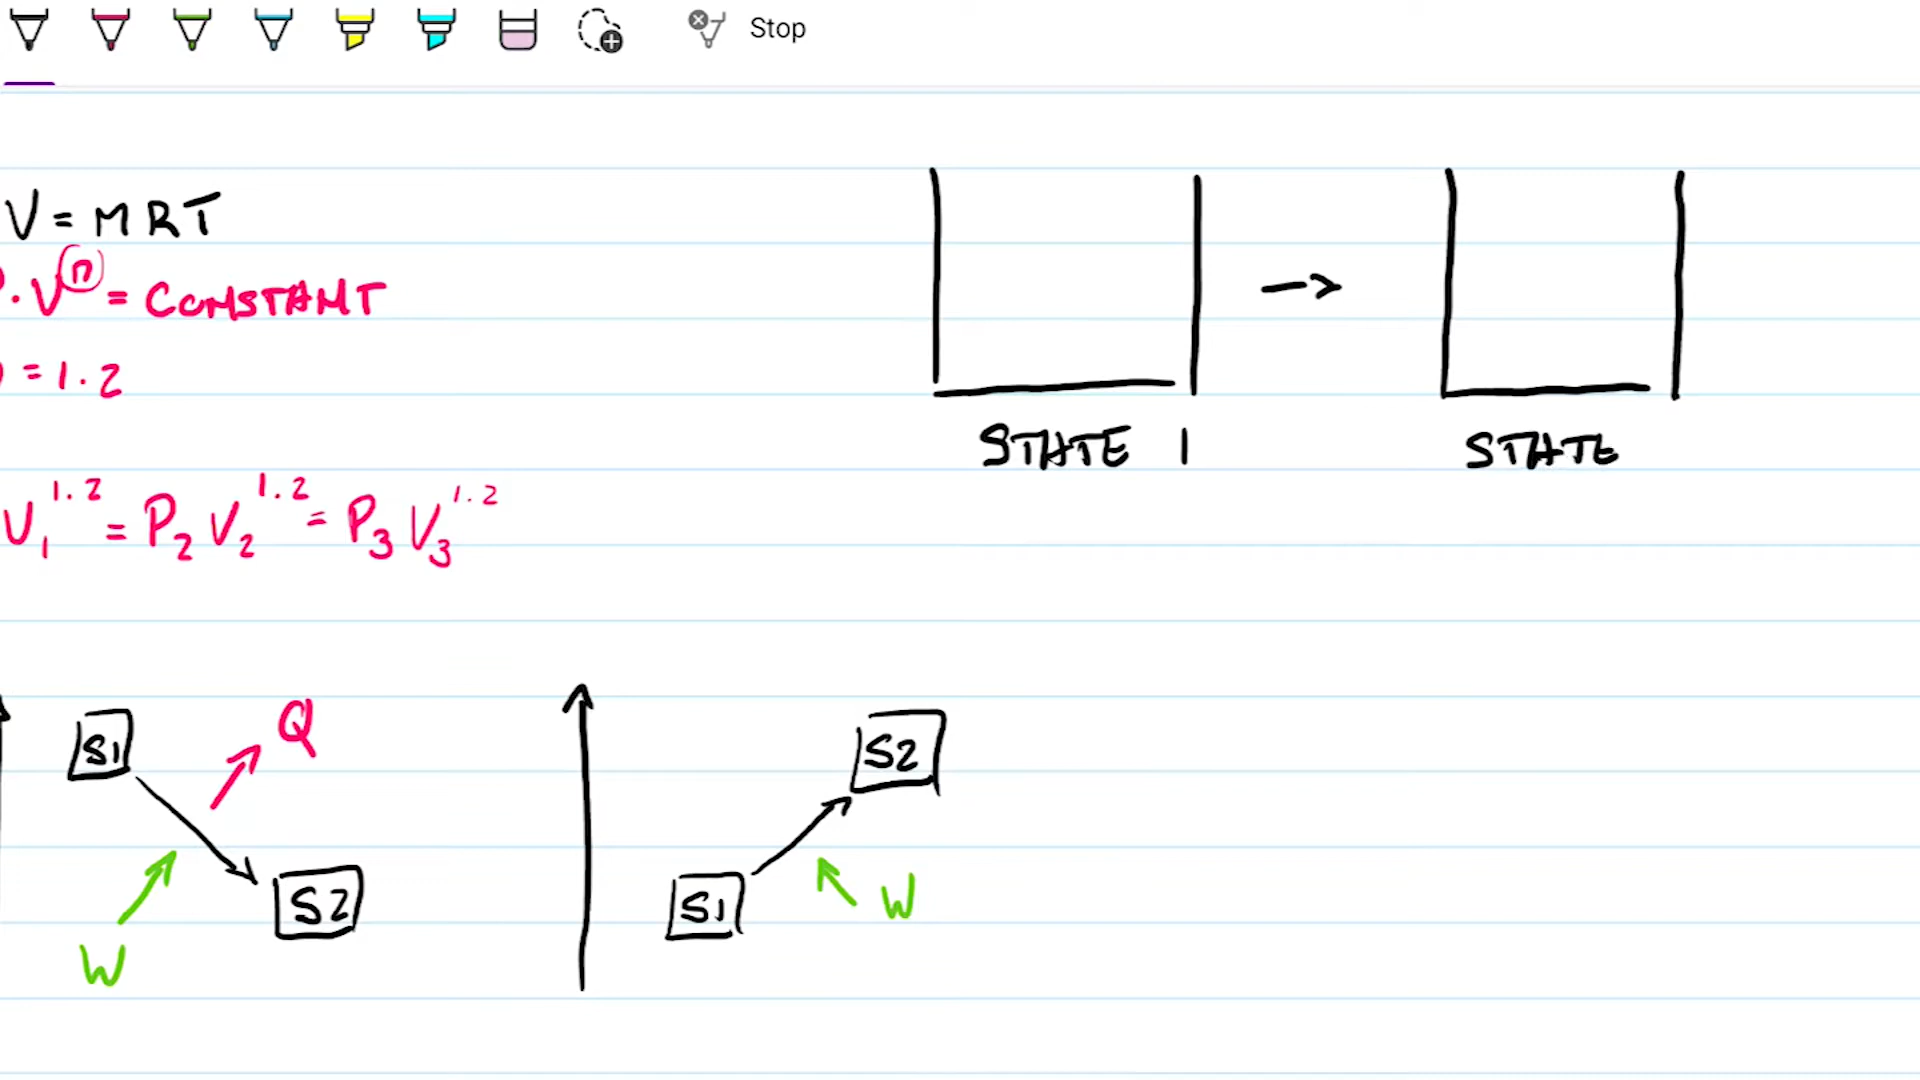 Stop
V = MRT
. V^n = CONSTANT
= 1.2
V₁^1.2 = P₂ V₂^1.2 = P₃ V₃^1.2
STATE 1 STATE
S1 Q
S2
W
S2
S1 W